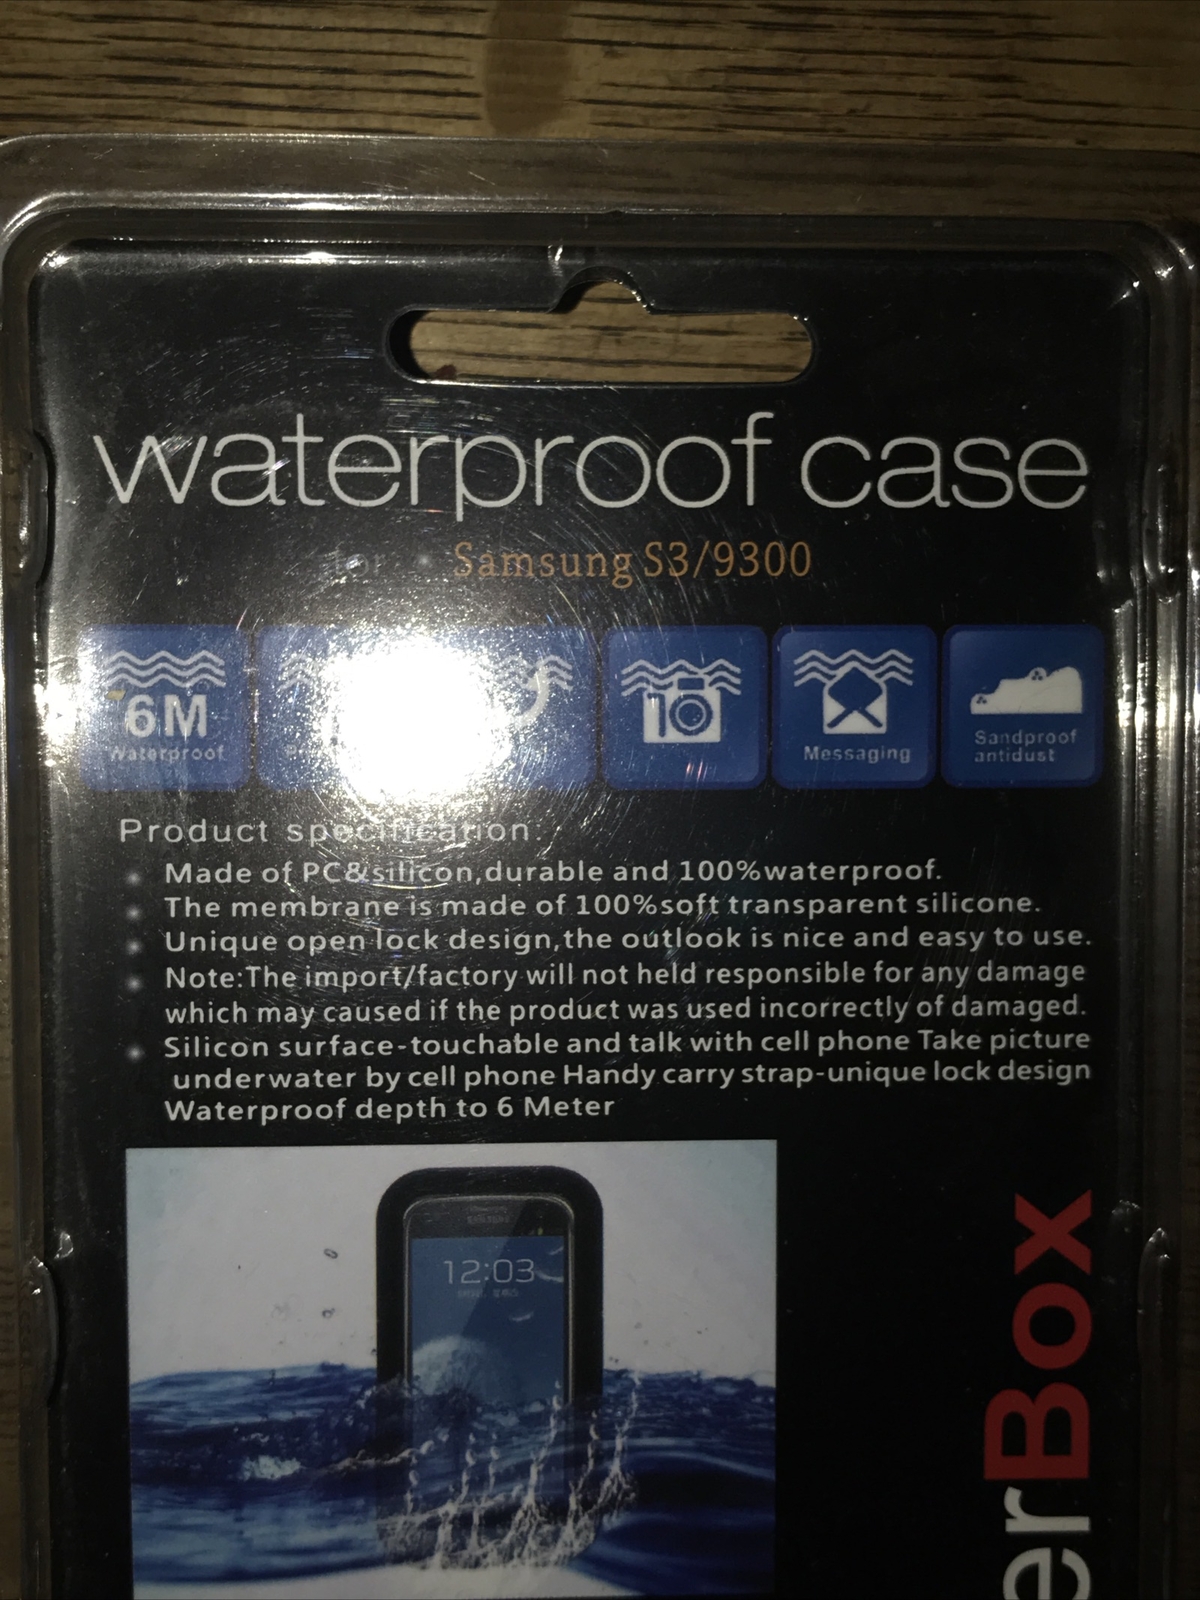 waterproof case
Samsung S3/9300
6M
Waterproof
Messaging
Sandproof
antidust
Product specification:
Made of PC&silicon,durable and 100%waterproof.
The membrane is made of 100%soft transparent silicone.
Unique open lock design,the outlook is nice and easy to use.
Note:The import/factory will not held responsible for any damage
which may caused if the product was used incorrectly of damaged.
Silicon surface-touchable and talk with cell phone Take picture
underwater by cell phone Handy carry strap-unique lock design
Waterproof depth to 6 Meter
SAMSUNG
12:03
erBox